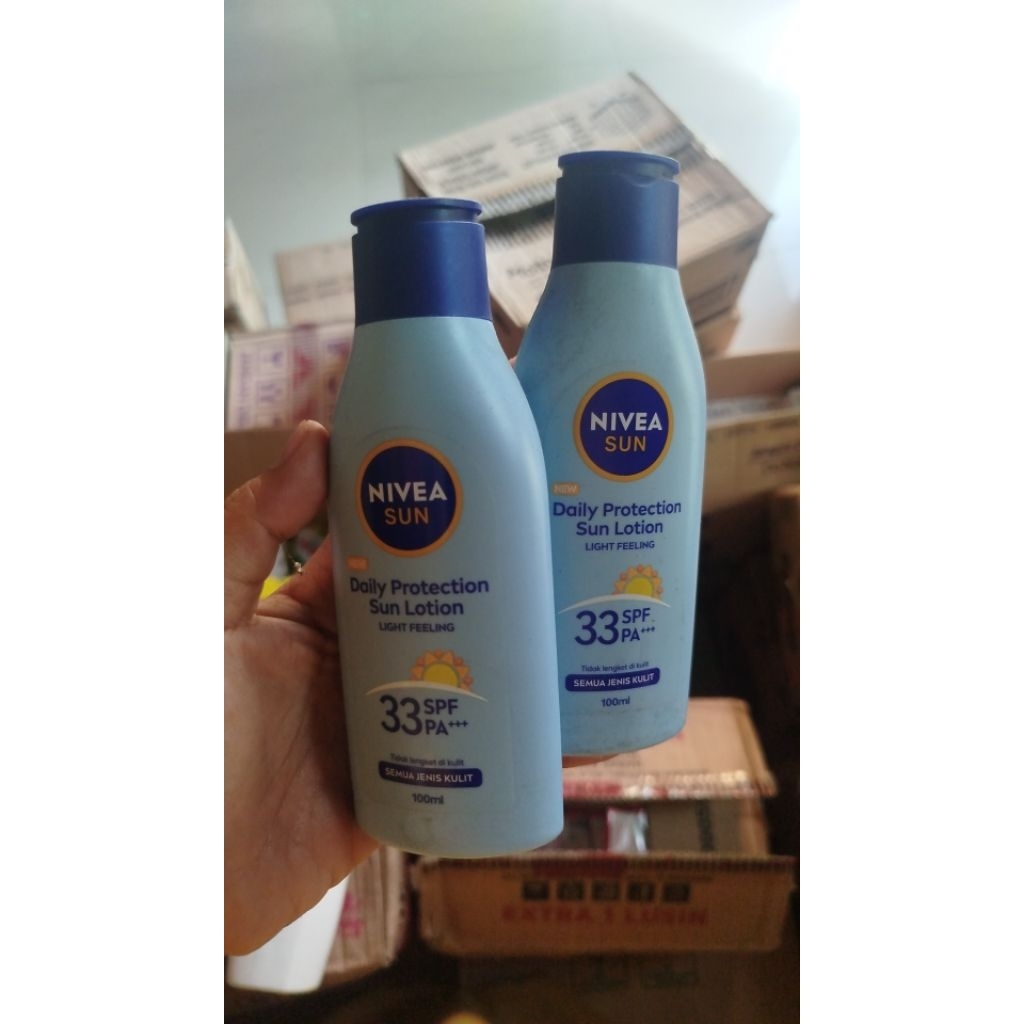 NIVEA
SUN
NEW
Daily Protection
Sun Lotion
LIGHT FEELING
33 SPF
PA+++
Tidak lengket di kulit
SEMUA JENIS KULIT
100ml
NIVEA
SUN
NEW
Daily Protection
Sun Lotion
LIGHT FEELING
33 SPF
PA+++
Tidak lengket di kulit
SEMUA JENIS KULIT
100ml
EXTRA 1 LUSIN